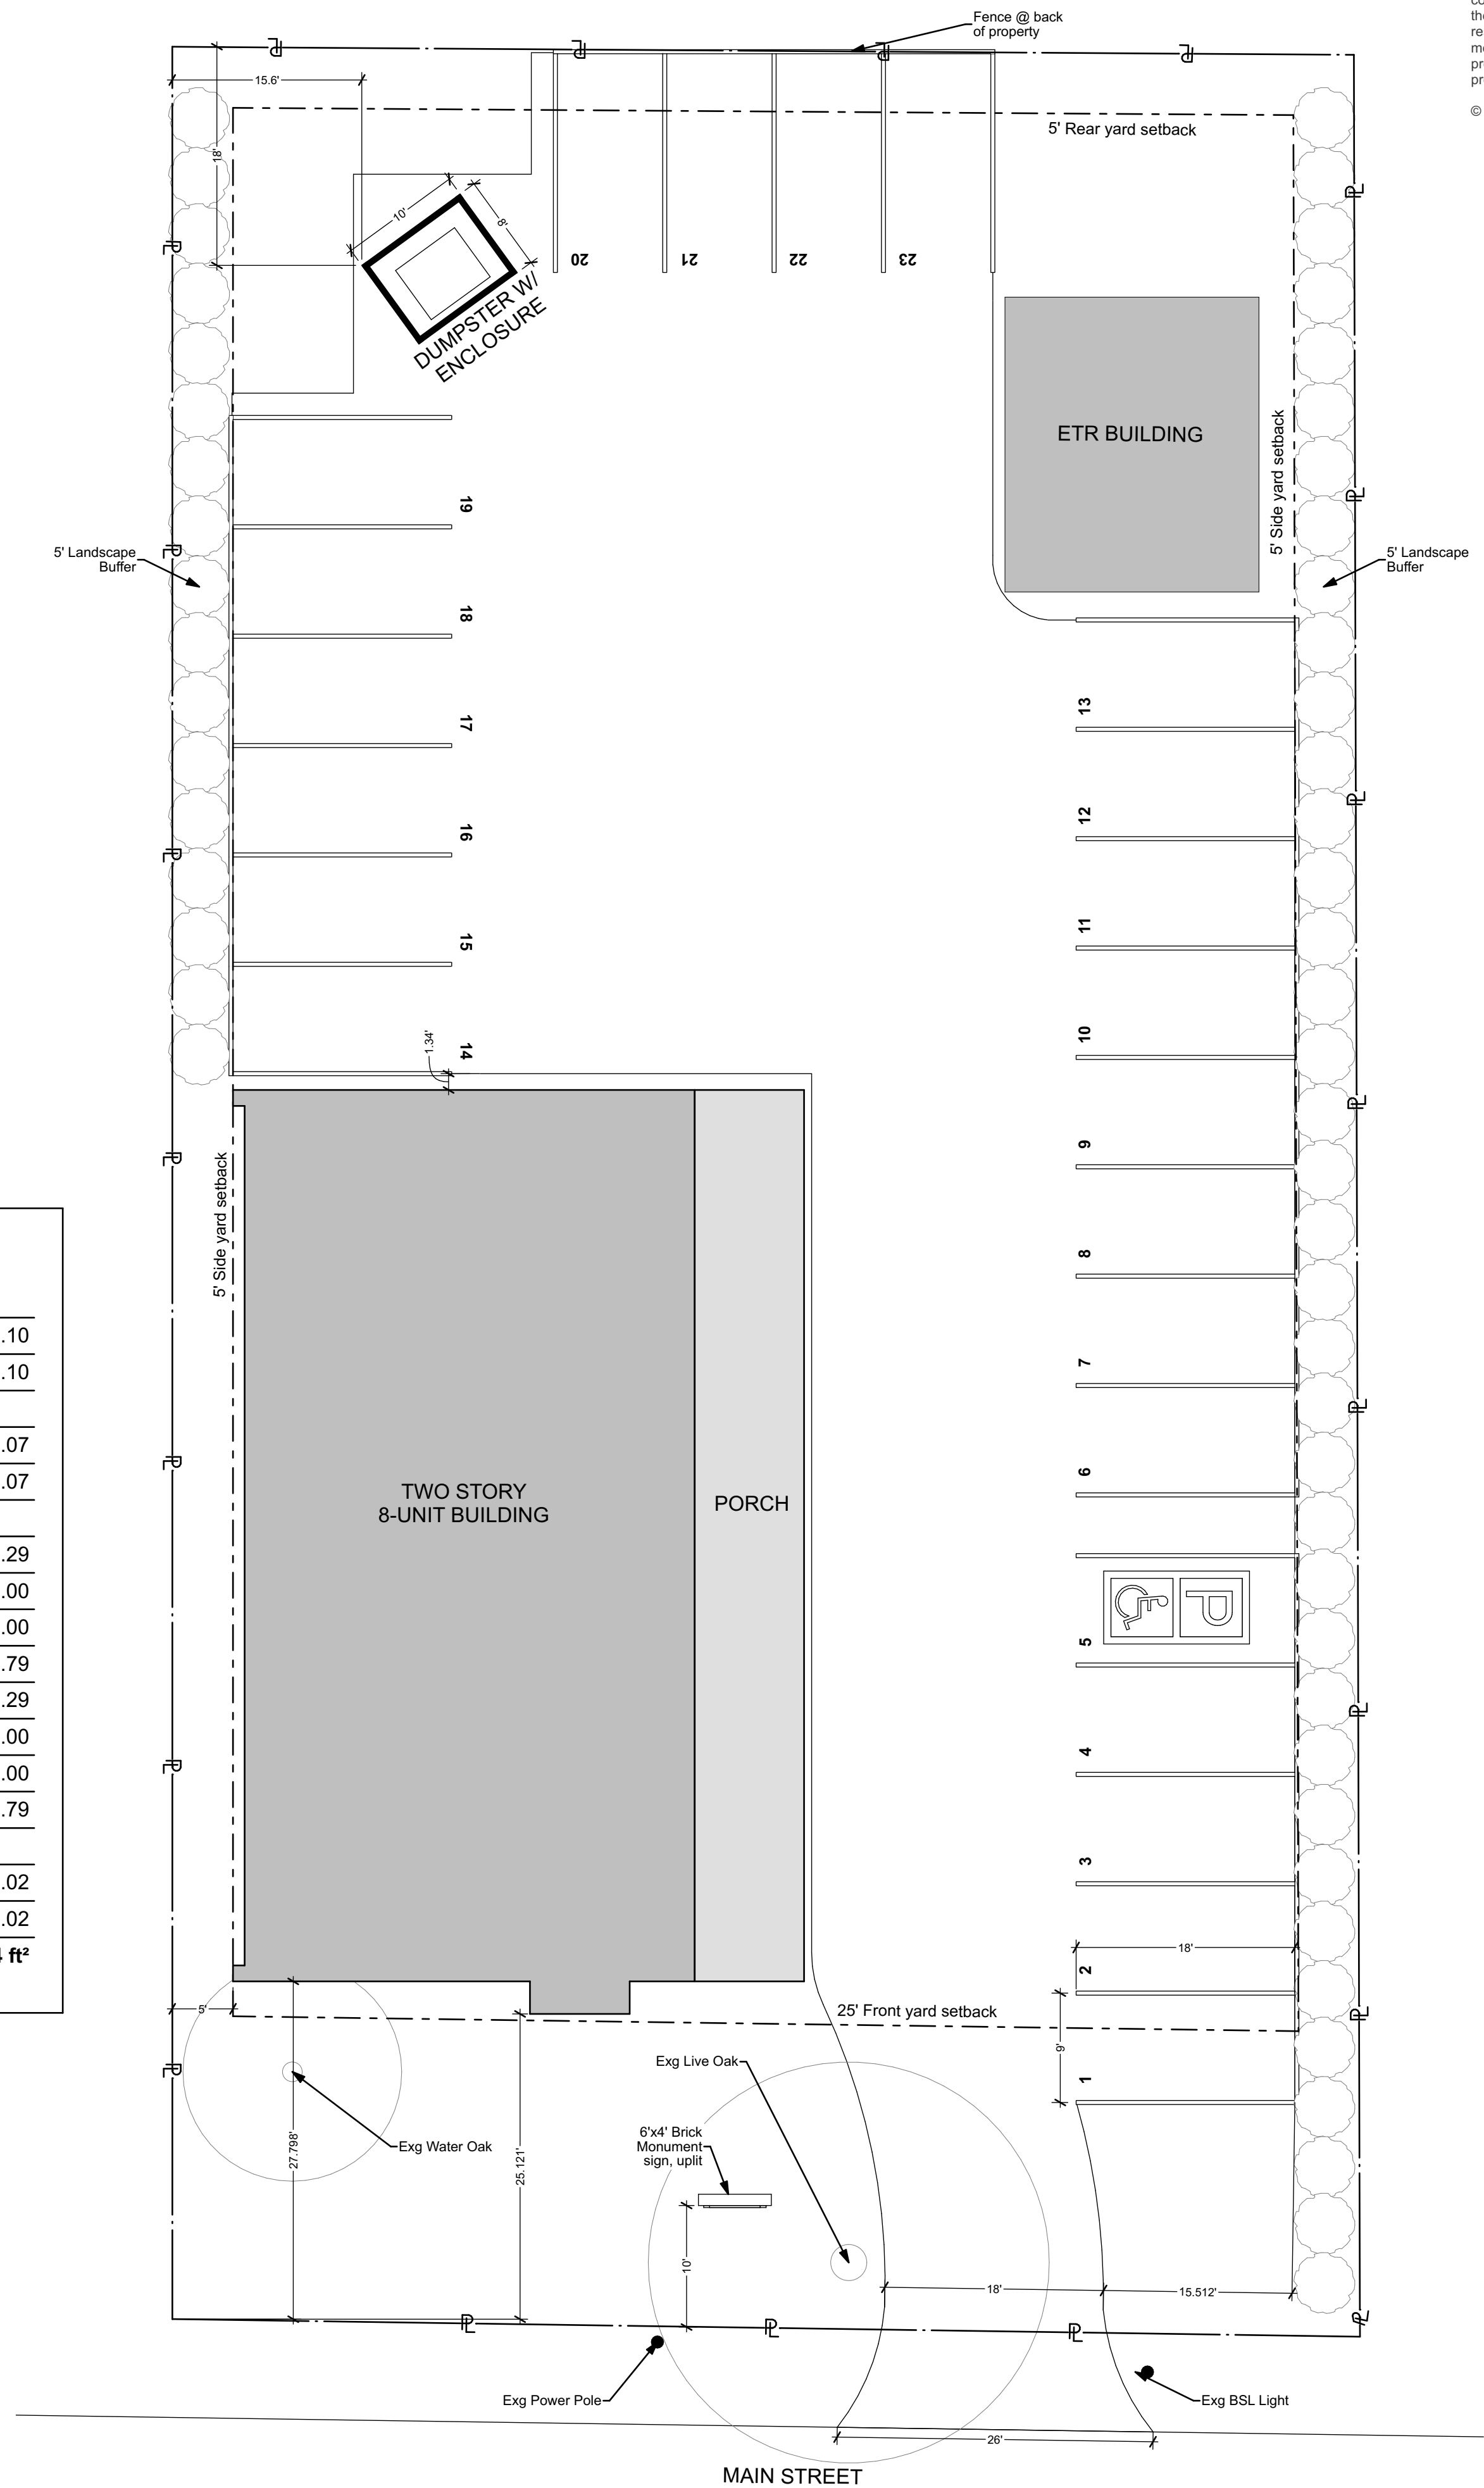 Fence @ back
of property
©
15.6'
18'
5' Rear yard setback
10'
8'
DUMPSTER W/
ENCLOSURE
20
21
22
23
ETR BUILDING
5' Side yard setback
5' Landscape
Buffer
5' Landscape
Buffer
19
18
17
16
15
14
13
12
11
10
9
8
7
6
5
4
3
2
1
1.34'
5' Side yard setback
TWO STORY
8-UNIT BUILDING
PORCH
P
.10
.10
.07
.07
.29
.00
.00
.79
.29
.00
.00
.79
.02
.02
ft²
18'
9'
5'
25' Front yard setback
Exg Live Oak
Exg Water Oak
6'x4' Brick
Monument
sign, uplit
27.798'
25.121'
10'
18'
15.512'
Exg Power Pole
Exg BSL Light
26'
MAIN STREET